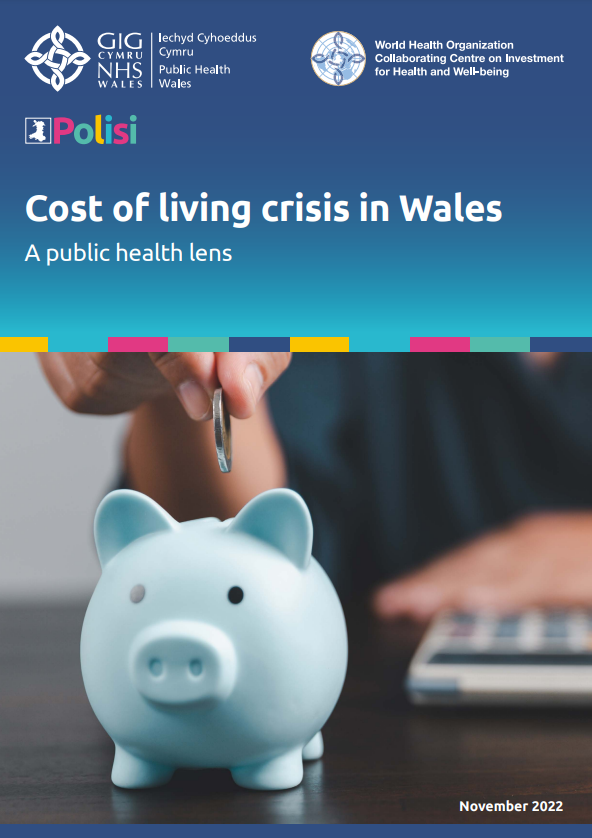 GIG
CYMRU
NHS
WALES
Iechyd Cyhoeddus
Cymru
Public Health
Wales
World Health Organization
Collaborating Centre on Investment
for Health and Well-being
Polisi
Cost of living crisis in Wales
A public health lens
November 2022